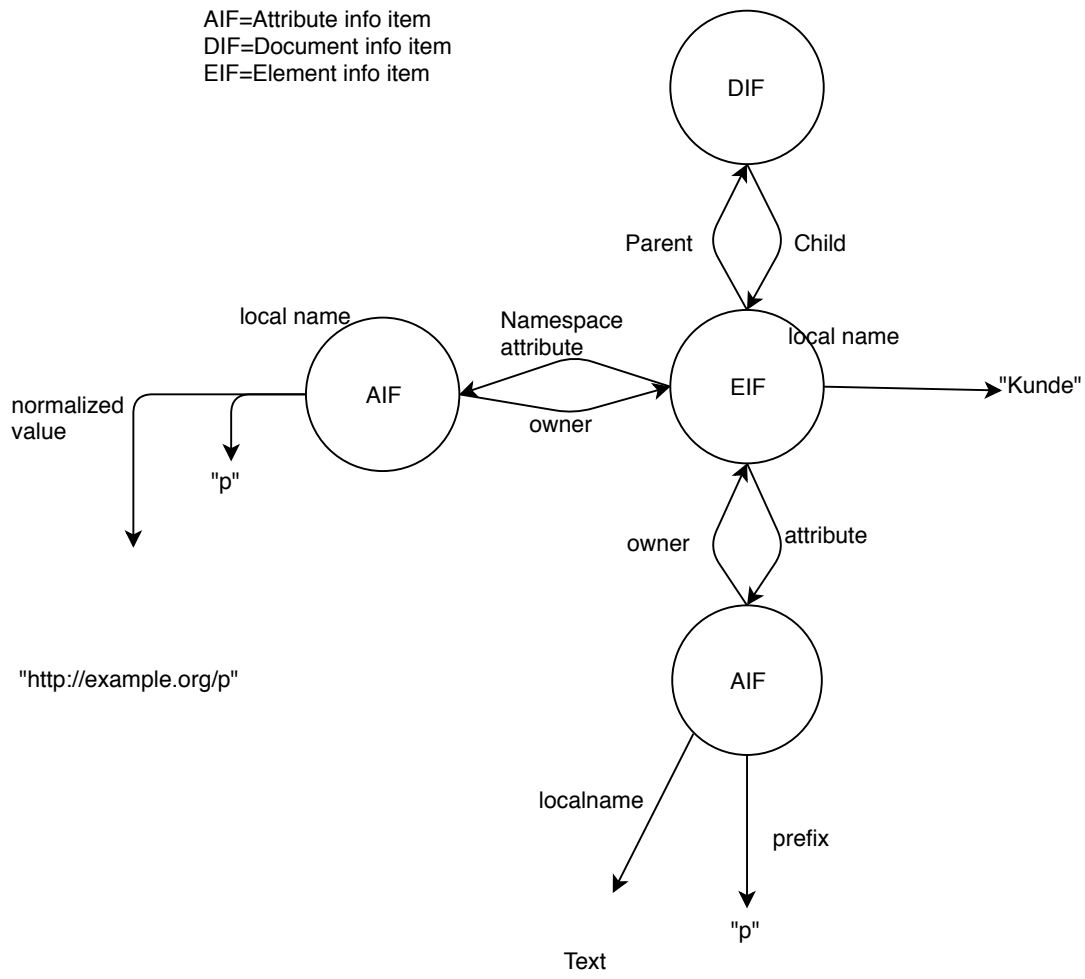 AIF=Attribute info item
DIF=Document info item
EIF=Element info item
DIF
Parent
Child
local name
Namespace
attribute
local name
AIF
EIF
"Kunde"
normalized
value
owner
"p"
owner
attribute
"http://example.org/p"
AIF
localname
prefix
"p"
Text